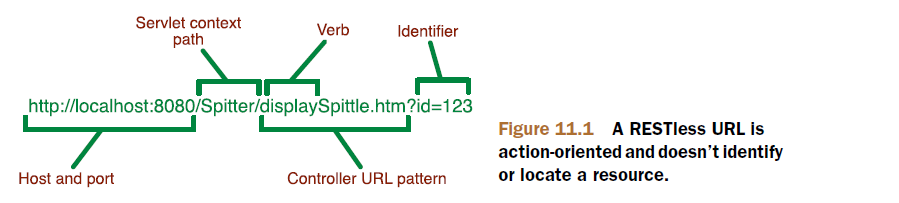 Servlet context
path
Verb
Identifier
http://localhost:8080/Spitter/displaySpittle.htm?id=123
Host and port
Controller URL pattern
Figure 11.1 A RESTless URL is
action-oriented and doesn't identify
or locate a resource.